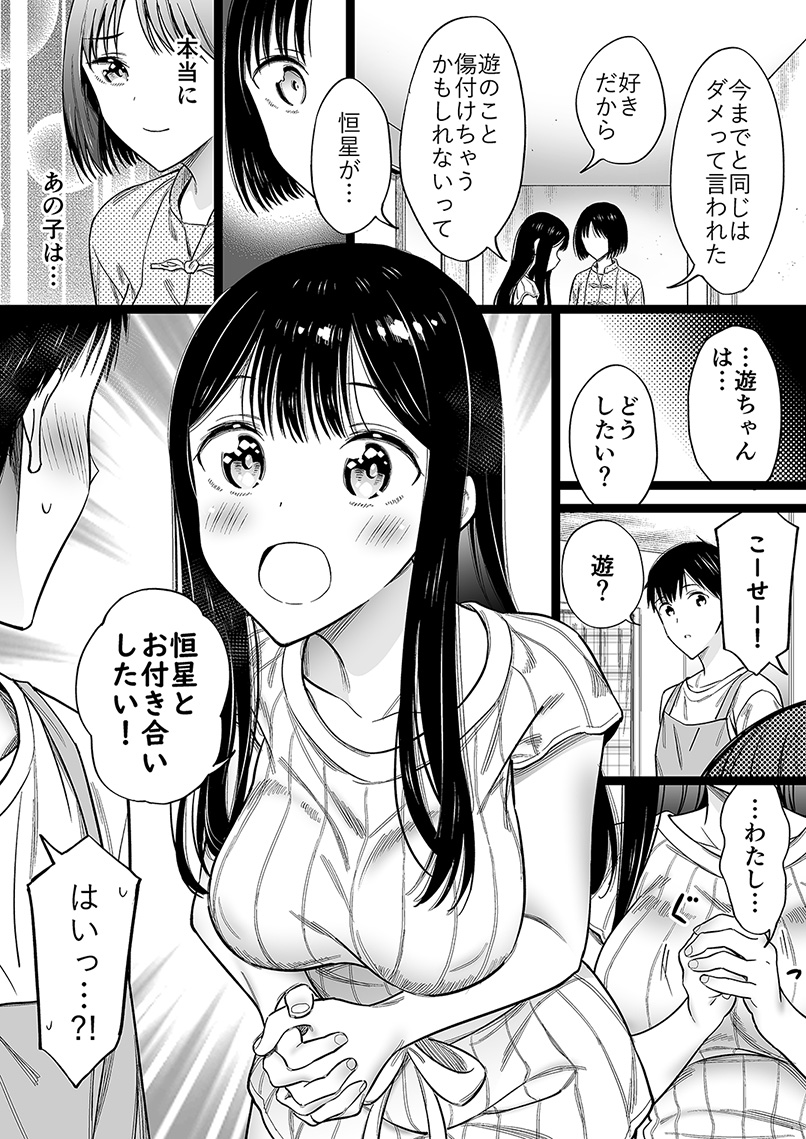 今までと同じは
ダメって言われた
好き
だから
遊のこと
傷付けちゃう
かもしれないって
恒星が…
本当に
あの子は…
…遊ちゃん
は…
どう
したい？
こーせー！
遊？
…わたし…
ぐ
っ
恒星と
お付き合い
したい！
はいっ…?!